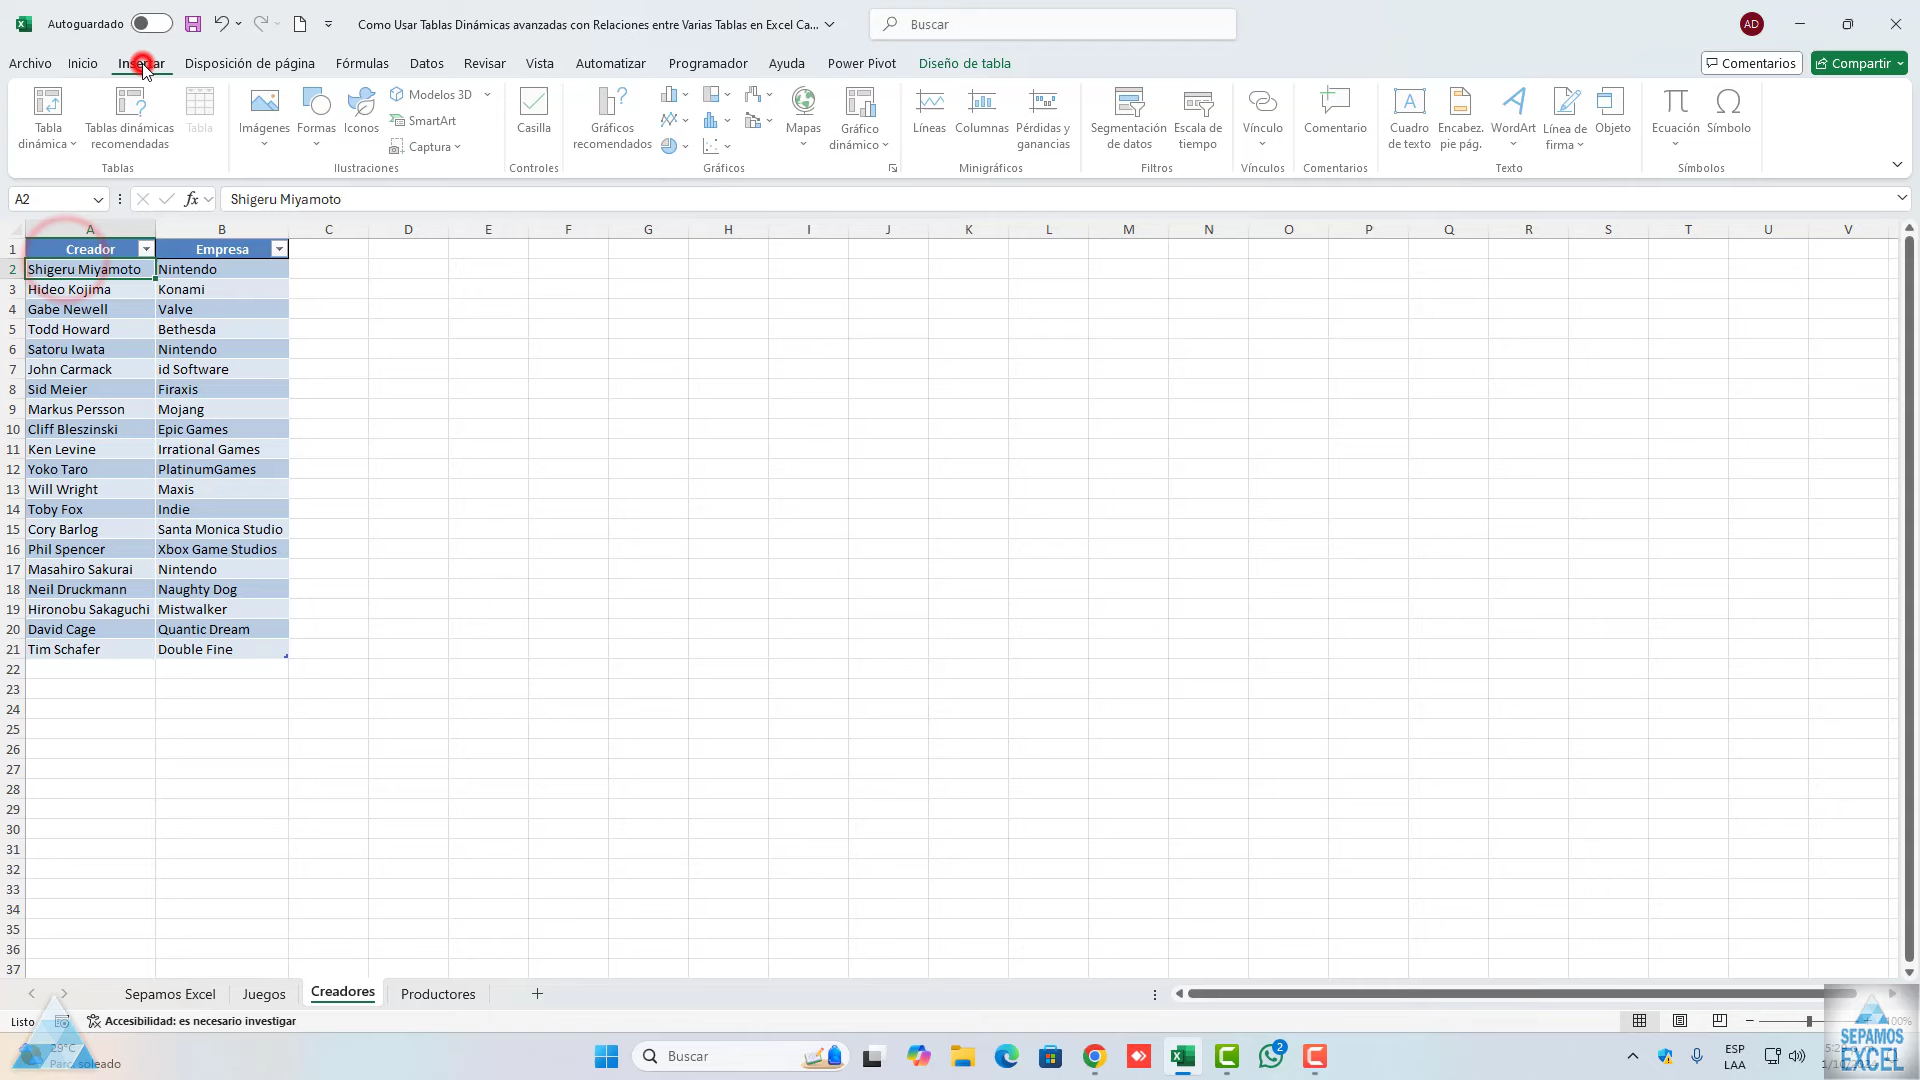 Autoguardado
Como Usar Tablas Dinámicas avanzadas con Relaciones entre Varias Tablas en Excel Ca...
Buscar
AD
Archivo Inicio Insertar Disposición de página Fórmulas Datos Revisar Vista Automatizar Programador Ayuda Power Pivot Diseño de tabla
Comentarios Compartir
Tabla dinámica
Tablas dinámicas recomendadas
Tabla
Tablas
Imágenes
Formas
Iconos
Modelos 3D
SmartArt
Captura
Ilustraciones
Casilla
Controles
Gráficos recomendados
Mapas
Gráfico dinámico
Gráficos
Líneas
Columnas
Pérdidas y ganancias
Minigráficos
Segmentación de datos
Escala de tiempo
Filtros
Vínculo
Vínculos
Comentario
Comentarios
Cuadro de texto
Encabez. pie pág.
WordArt
Línea de firma
Objeto
Texto
Ecuación
Símbolo
Símbolos
A2 fx Shigeru Miyamoto
A B C D E F G H I J K L M N O P Q R S T U V
1 Creador Empresa
2 Shigeru Miyamoto Nintendo
3 Hideo Kojima Konami
4 Gabe Newell Valve
5 Todd Howard Bethesda
6 Satoru Iwata Nintendo
7 John Carmack id Software
8 Sid Meier Firaxis
9 Markus Persson Mojang
10 Cliff Bleszinski Epic Games
11 Ken Levine Irrational Games
12 Yoko Taro PlatinumGames
13 Will Wright Maxis
14 Toby Fox Indie
15 Cory Barlog Santa Monica Studio
16 Phil Spencer Xbox Game Studios
17 Masahiro Sakurai Nintendo
18 Neil Druckmann Naughty Dog
19 Hironobu Sakaguchi Mistwalker
20 David Cage Quantic Dream
21 Tim Schafer Double Fine
22
23
24
25
26
27
28
29
30
31
32
33
34
35
36
37
Sepamos Excel Juegos Creadores Productores
Listo Accesibilidad: es necesario investigar
29°C
Parc. soleado
Buscar
2
ESP
LAA
SEPAMOS
EXCEL